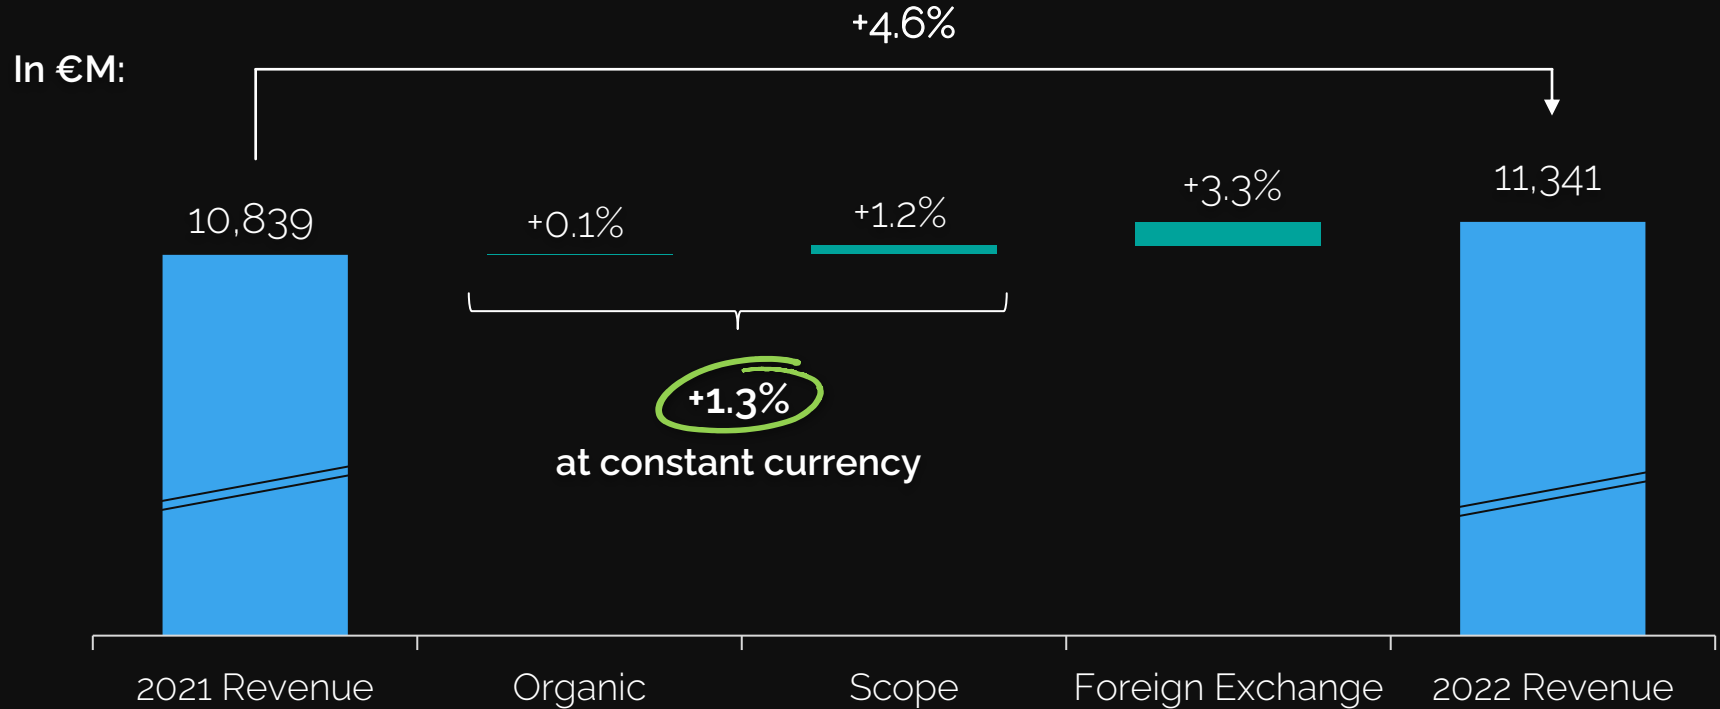 +4.6%
In €M:
10,839
+0.1%
+1.2%
+3.3%
11,341
+1.3%
at constant currency
2021 Revenue
Organic
Scope
Foreign Exchange
2022 Revenue